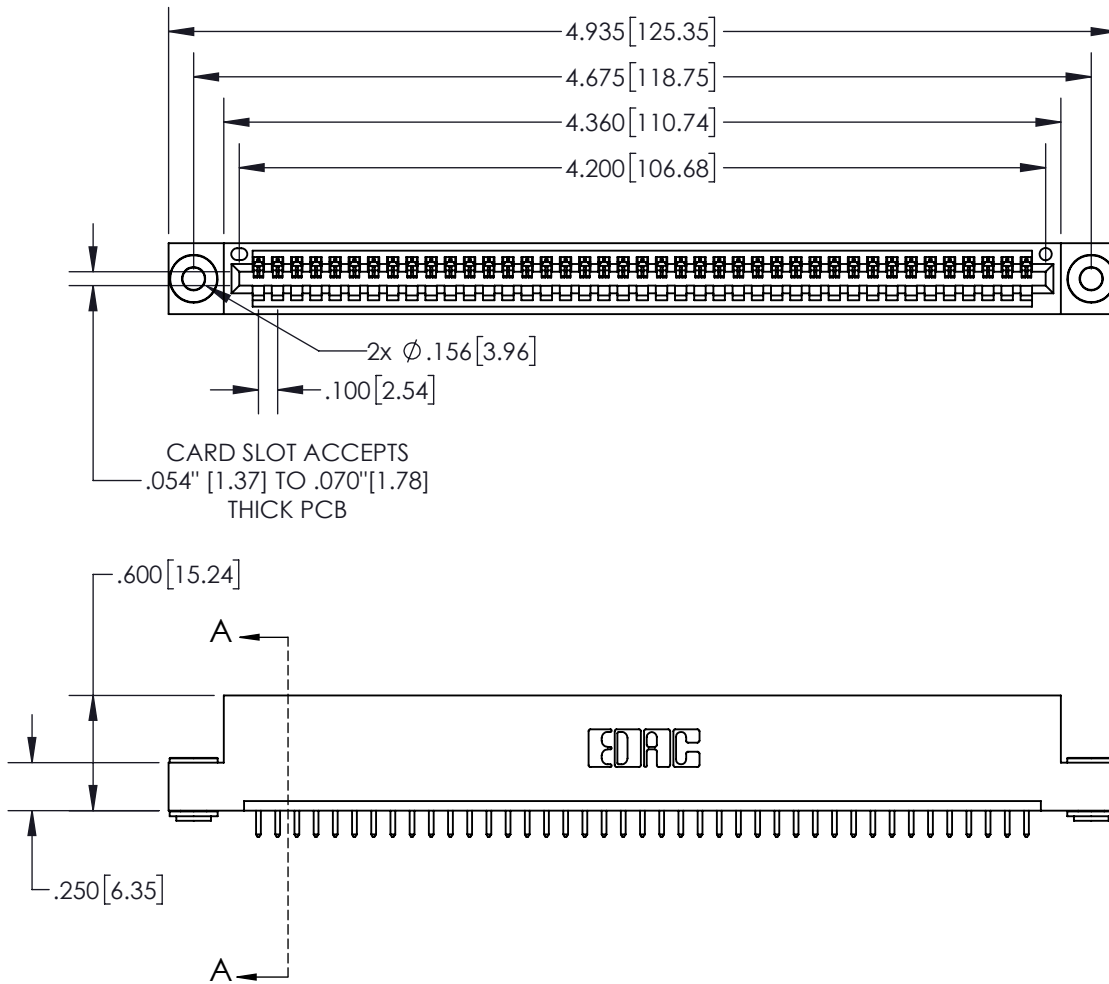 4.935[125.35]
4.675[118.75]
4.360[110.74]
4.200[106.68]
2x Ø.156[3.96]
.100[2.54]
CARD SLOT ACCEPTS
.054" [1.37] TO .070"[1.78]
THICK PCB
.600[15.24]
A
EDAC
.250[6.35]
A